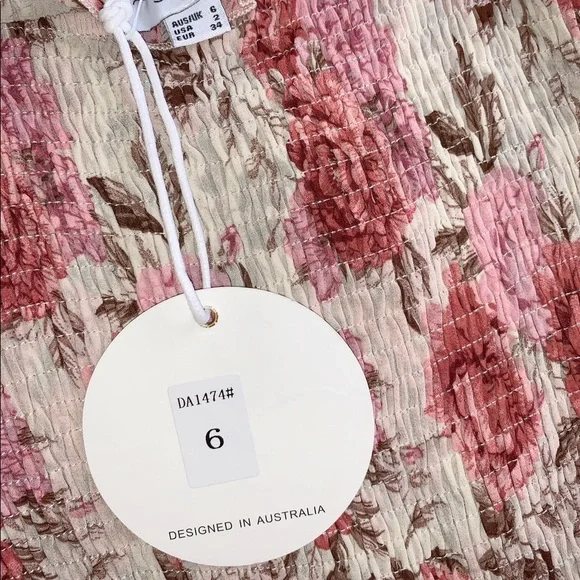 AUS/UK 6
USA 2
EUR 34
DA1474#
6
DESIGNED IN AUSTRALIA